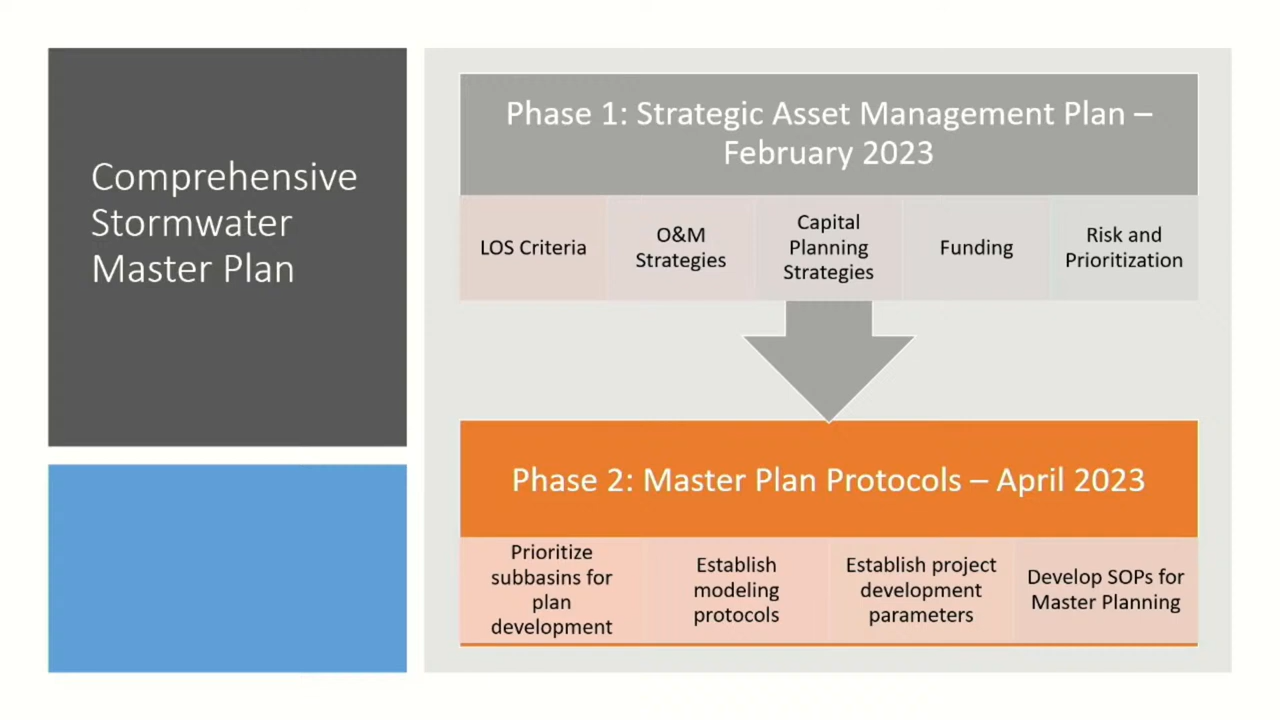 Comprehensive
Stormwater
Master Plan
Phase 1: Strategic Asset Management Plan –
February 2023
LOS Criteria
O&M
Strategies
Capital
Planning
Strategies
Funding
Risk and
Prioritization
Phase 2: Master Plan Protocols – April 2023
Prioritize
subbasins for
plan
development
Establish
modeling
protocols
Establish project
development
parameters
Develop SOPs for
Master Planning